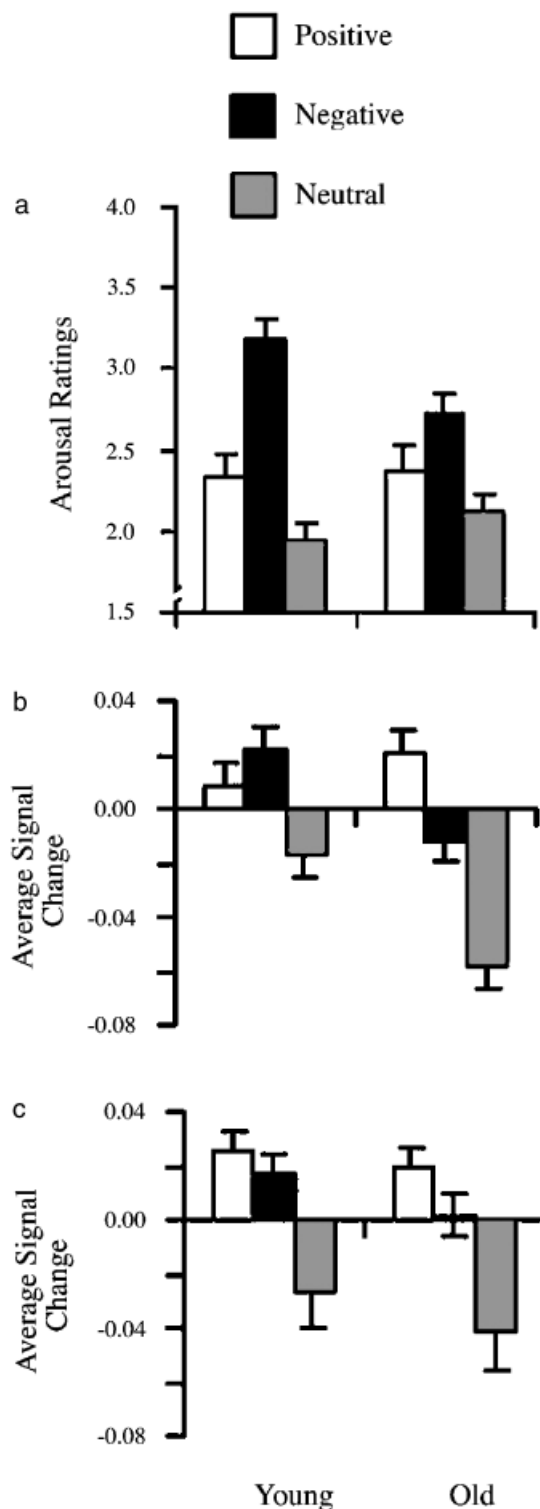 Positive
Negative
Neutral
a
4.0
3.5
3.0
2.5
2.0
1.5
Arousal Ratings
b
0.04
0.00
-0.04
-0.08
Average Signal
Change
c
0.04
0.00
-0.04
-0.08
Average Signal
Change
Young Old